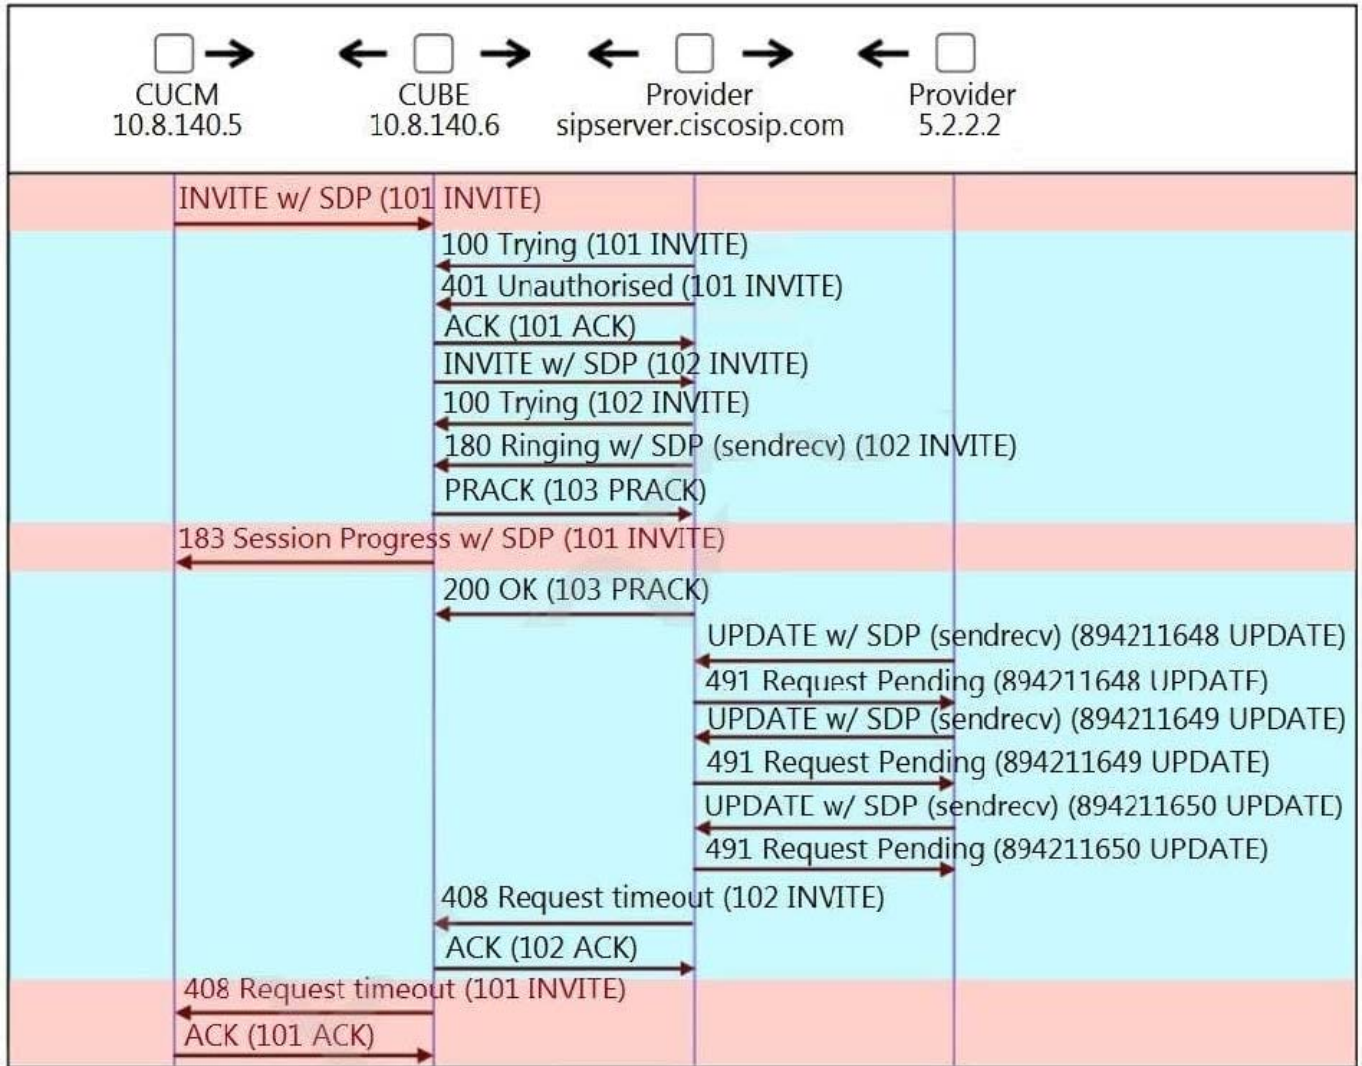 CUCM
10.8.140.5
CUBE
10.8.140.6
Provider
sipserver.ciscosip.com
Provider
5.2.2.2
INVITE w/ SDP (101 INVITE)
100 Trying (101 INVITE)
401 Unauthorised (101 INVITE)
ACK (101 ACK)
INVITE w/ SDP (102 INVITE)
100 Trying (102 INVITE)
180 Ringing w/ SDP (sendrecv) (102 INVITE)
PRACK (103 PRACK)
183 Session Progress w/ SDP (101 INVITE)
200 OK (103 PRACK)
UPDATE w/ SDP (sendrecv) (894211648 UPDATE)
491 Request Pending (894211648 UPDATE)
UPDATE w/ SDP (sendrecv) (894211649 UPDATE)
491 Request Pending (894211649 UPDATE)
UPDATE w/ SDP (sendrecv) (894211650 UPDATE)
491 Request Pending (894211650 UPDATE)
408 Request timeout (102 INVITE)
ACK (102 ACK)
408 Request timeout (101 INVITE)
ACK (101 ACK)